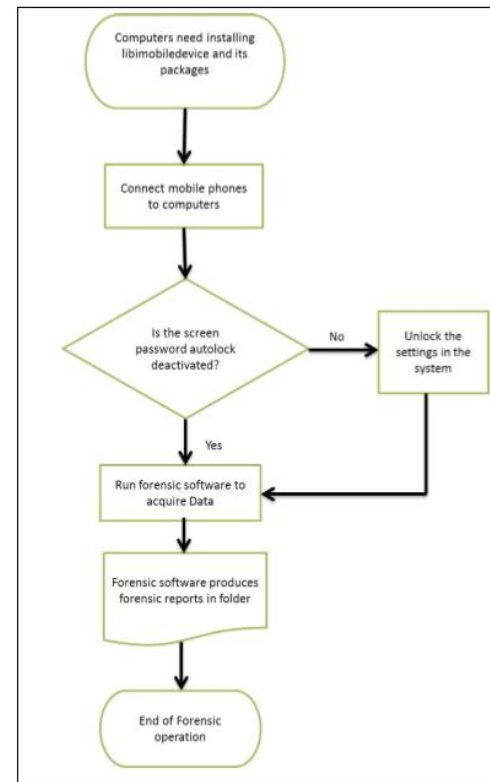 Computers need installing
libimobiledevice and its
packages
Connect mobile phones
to computers
Is the screen
password autolock
deactivated?
No
Unlock the
settings in the
system
Yes
Run forensic software to
acquire Data
Forensic software produces
forensic reports in folder
End of Forensic
operation